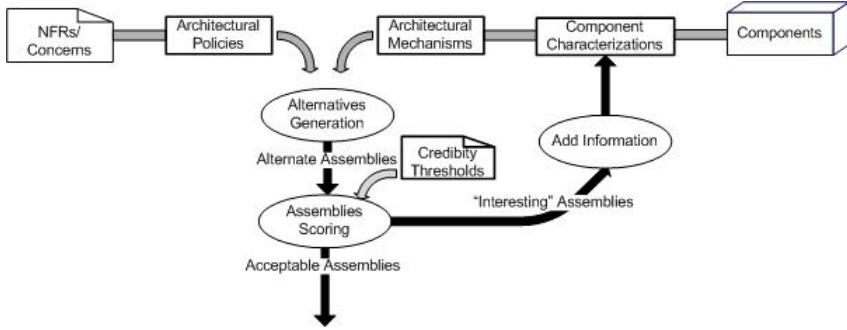 NFRs/
Concerns
Architectural
Policies
Architectural
Mechanisms
Component
Characterizations
Components
Alternatives
Generation
Add Information
Alternate Assemblies
Credibity
Thresholds
Assemblies
Scoring
"Interesting" Assemblies
Acceptable Assemblies